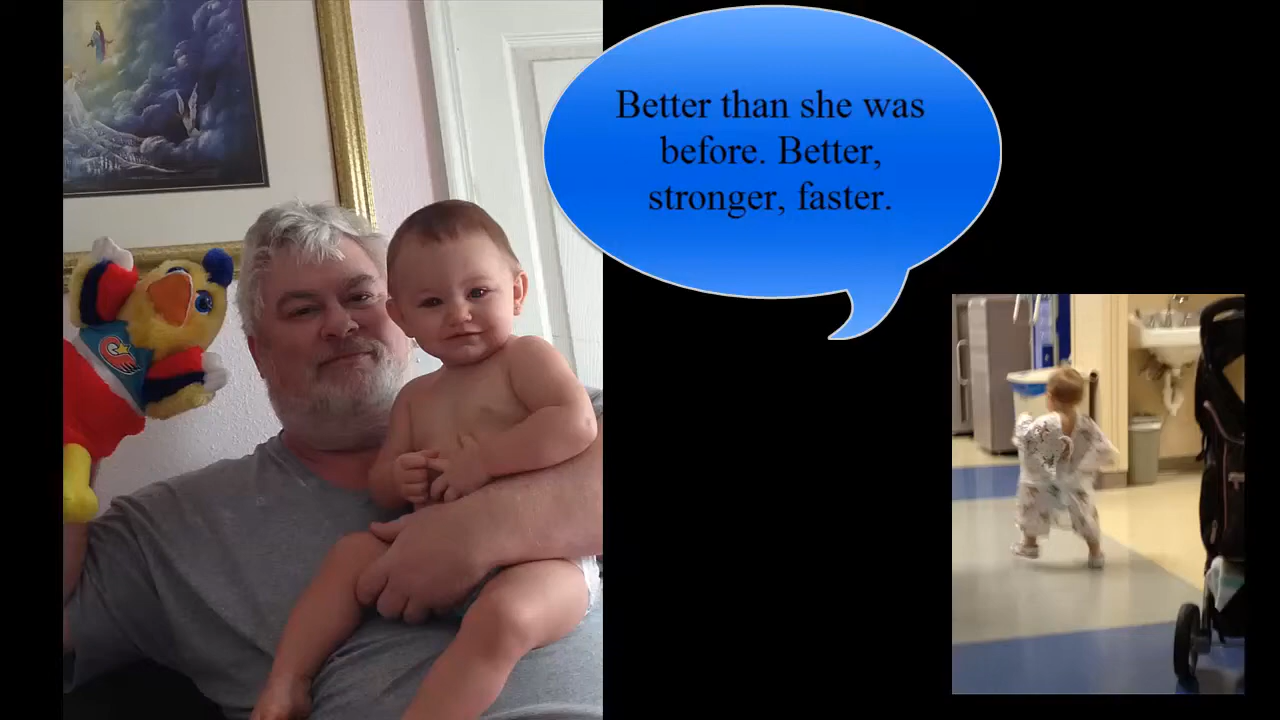 Better than she was
before. Better,
stronger, faster.